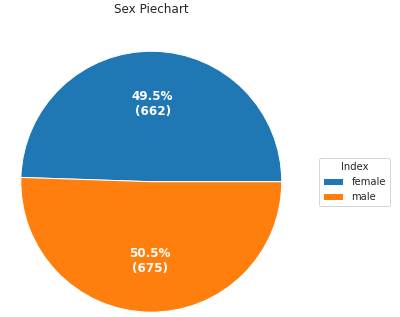 Sex Piechart
49.5%
(662)
Index
female
male
50.5%
(675)